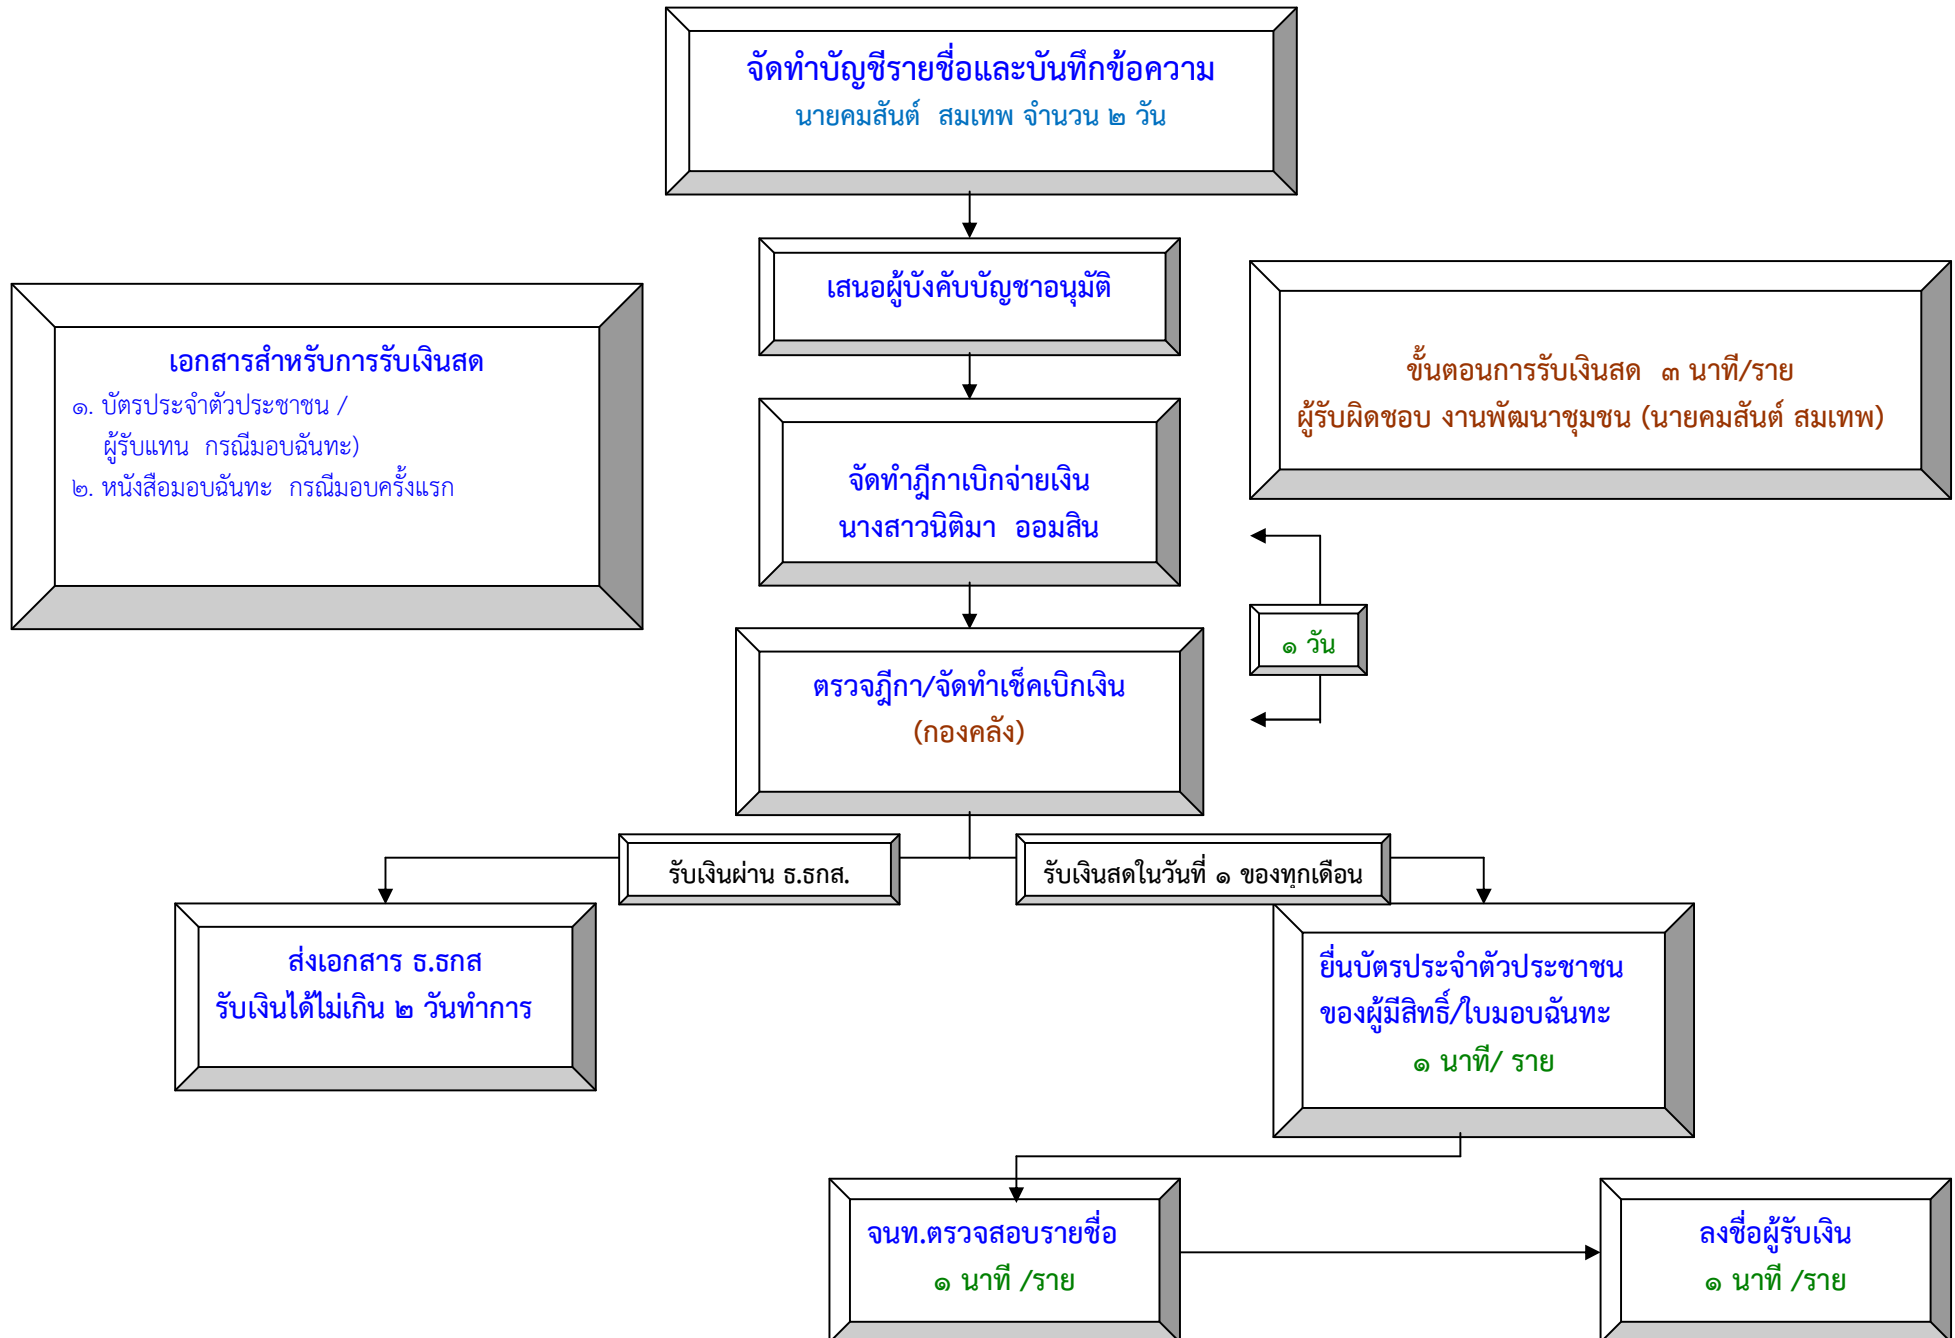 จัดทำบัญชีรายชื่อและบันทึกข้อความ
นายคมสันต์  สมเทพ จำนวน ๒ วัน
เสนอผู้บังคับบัญชาอนุมัติ
เอกสารสำหรับการรับเงินสด
๑. บัตรประจำตัวประชาชน /
ผู้รับแทน  กรณีมอบฉันทะ)
๒. หนังสือมอบฉันทะ  กรณีมอบครั้งแรก
ขั้นตอนการรับเงินสด  ๓ นาที/ราย
ผู้รับผิดชอบ งานพัฒนาชุมชน (นายคมสันต์ สมเทพ)
จัดทำฎีกาเบิกจ่ายเงิน
นางสาวนิติมา  ออมสิน
๑ วัน
ตรวจฎีกา/จัดทำเช็คเบิกเงิน
(กองคลัง)
รับเงินผ่าน ธ.ธกส.
รับเงินสดในวันที่ ๑ ของทุกเดือน
ส่งเอกสาร ธ.ธกส
รับเงินได้ไม่เกิน ๒ วันทำการ
ยื่นบัตรประจำตัวประชาชน
ของผู้มีสิทธิ์/ใบมอบฉันทะ
๑ นาที/ ราย
จนท.ตรวจสอบรายชื่อ
๑ นาที /ราย
ลงชื่อผู้รับเงิน
๑ นาที /ราย